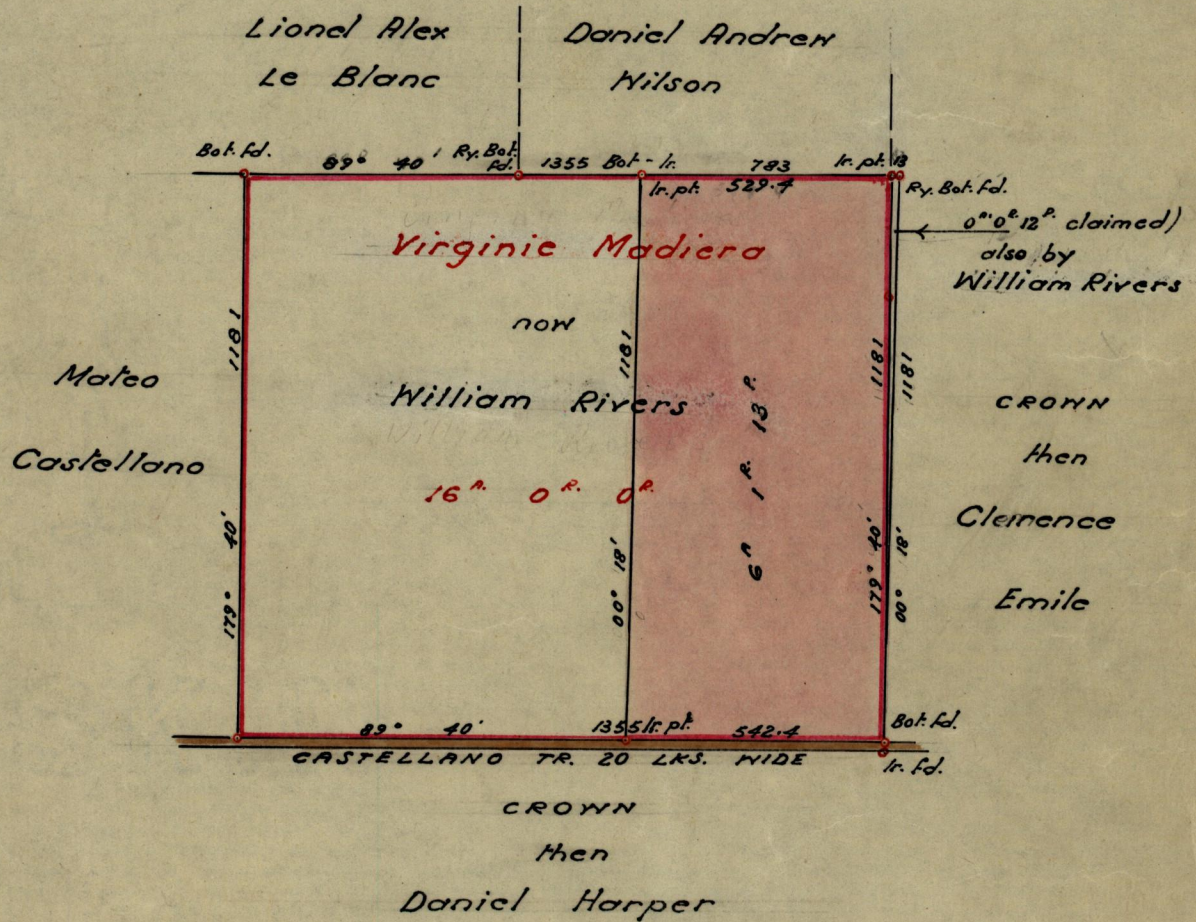 Lionel Alex
Le Blanc
Daniel Andrew
Wilson
Bot. fd.
89° 40'
Ry. Bot.
fd.
1355
Bot - Ir.
783
Ir. pt.
13
Ir. pt.
529.4
Ry. Bot. fd.
0ᴬ· 0ᴿ· 12ᴾ· claimed)
also by
William Rivers
Virginie Madiera
now
William Rivers
16ᴬ· 0ᴿ· 0ᴾ·
6ᴬ 1ᴿ· 13ᴾ·
1181
179° 40'
1181
00° 18'
1181
179° 40'
1181
00° 18'
Mateo
Castellano
CROWN
then
Clemence
Emile
89° 40'
1355
Ir. pt.
542.4
Bot. fd.
CASTELLANO TR. 20 LKS. WIDE
Ir. fd.
CROWN
then
Daniel Harper